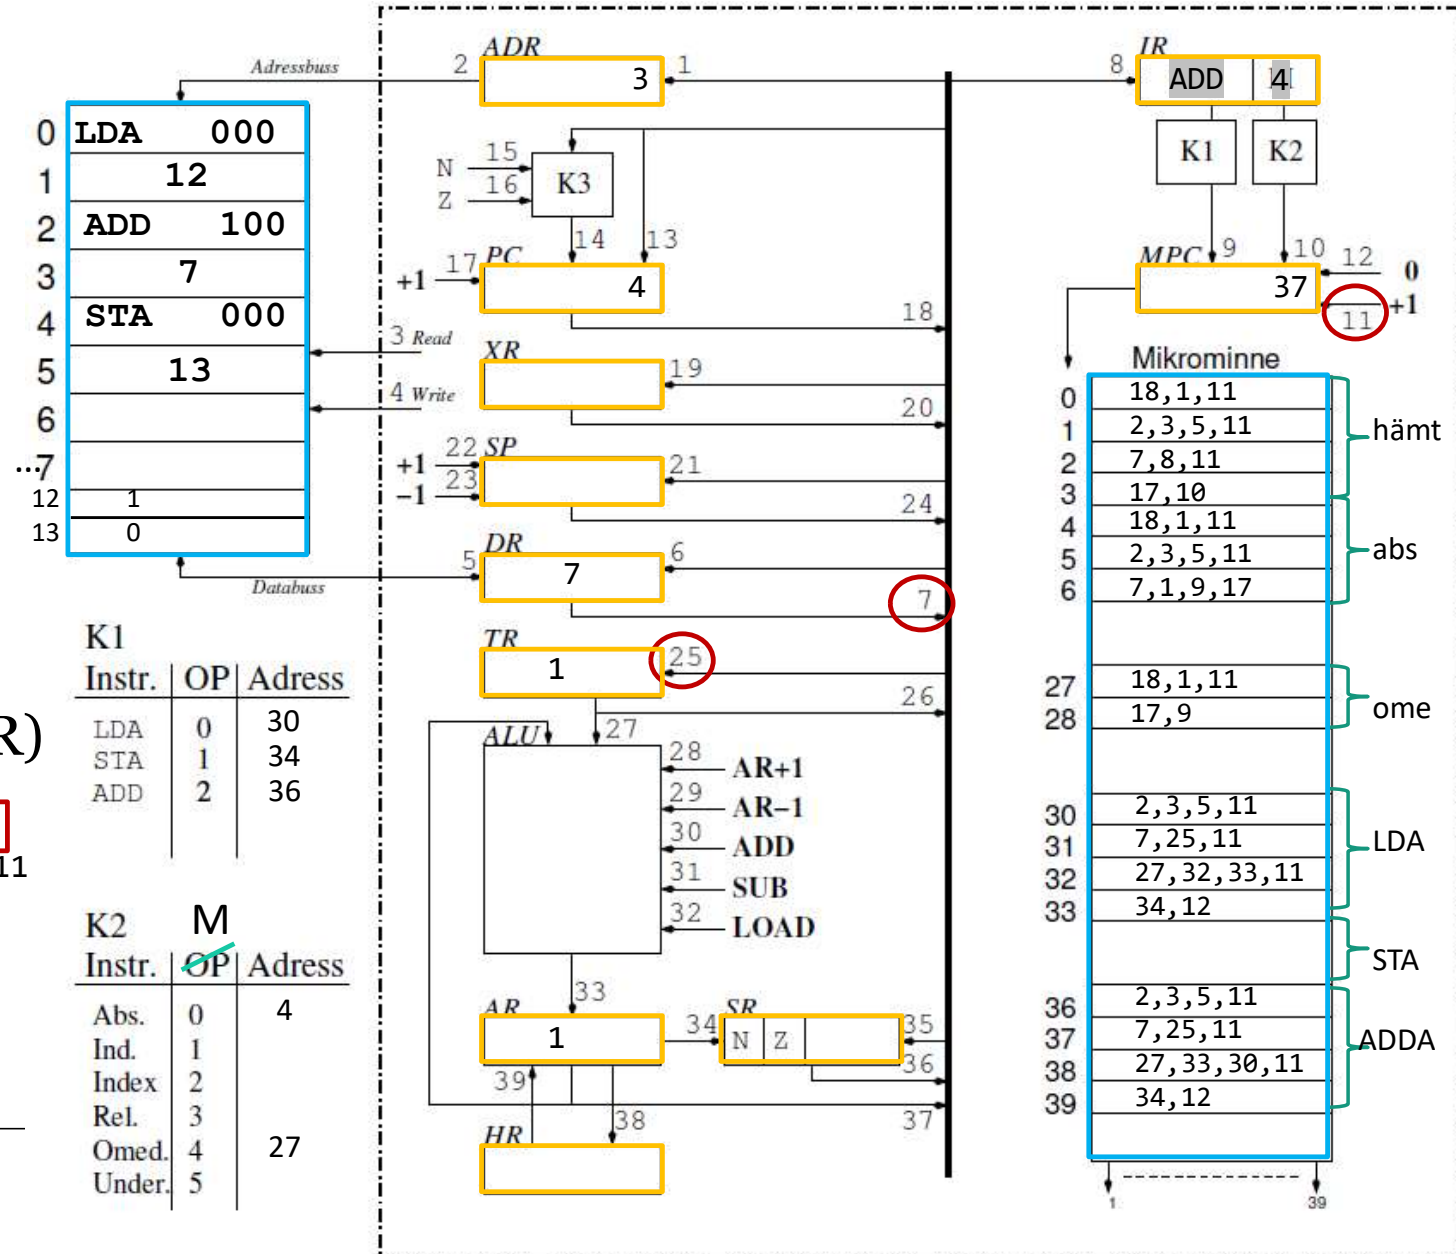 ADR
2
3
1
Adressbuss
8
IR
ADD 4
K1
K2
0 LDA 000
1 12
2 ADD 100
3 7
4 STA 000
5 13
6
...7
12 1
13 0
N 15
Z 16
K3
14
13
PC
+1 17
4
18
3 Read
4 Write
XR
19
20
SP
+1 22
-1 23
21
24
DR
5
7
6
7
Databuss
TR
1
25
26
27
ALU
28 AR+1
29 AR-1
30 ADD
31 SUB
32 LOAD
33
AR
1
34
SR
N Z
35
36
37
39
38
HR
MPC
9
10
12 0
37
11 +1
Mikrominne
0 18,1,11
1 2,3,5,11
hämt
2 7,8,11
3 17,10
4 18,1,11
5 2,3,5,11
abs
6 7,1,9,17
27 18,1,11
28 17,9
ome
30 2,3,5,11
31 7,25,11
LDA
32 27,32,33,11
33 34,12
STA
36 2,3,5,11
37 7,25,11
ADDA
38 27,33,30,11
39 34,12
1
39
K1
Instr. OP Adress
LDA 0 30
STA 1 34
ADD 2 36
R)
11
K2
M
Instr. OP Adress
Abs. 0 4
Ind. 1
Index 2
Rel. 3
Omed. 4 27
Under. 5